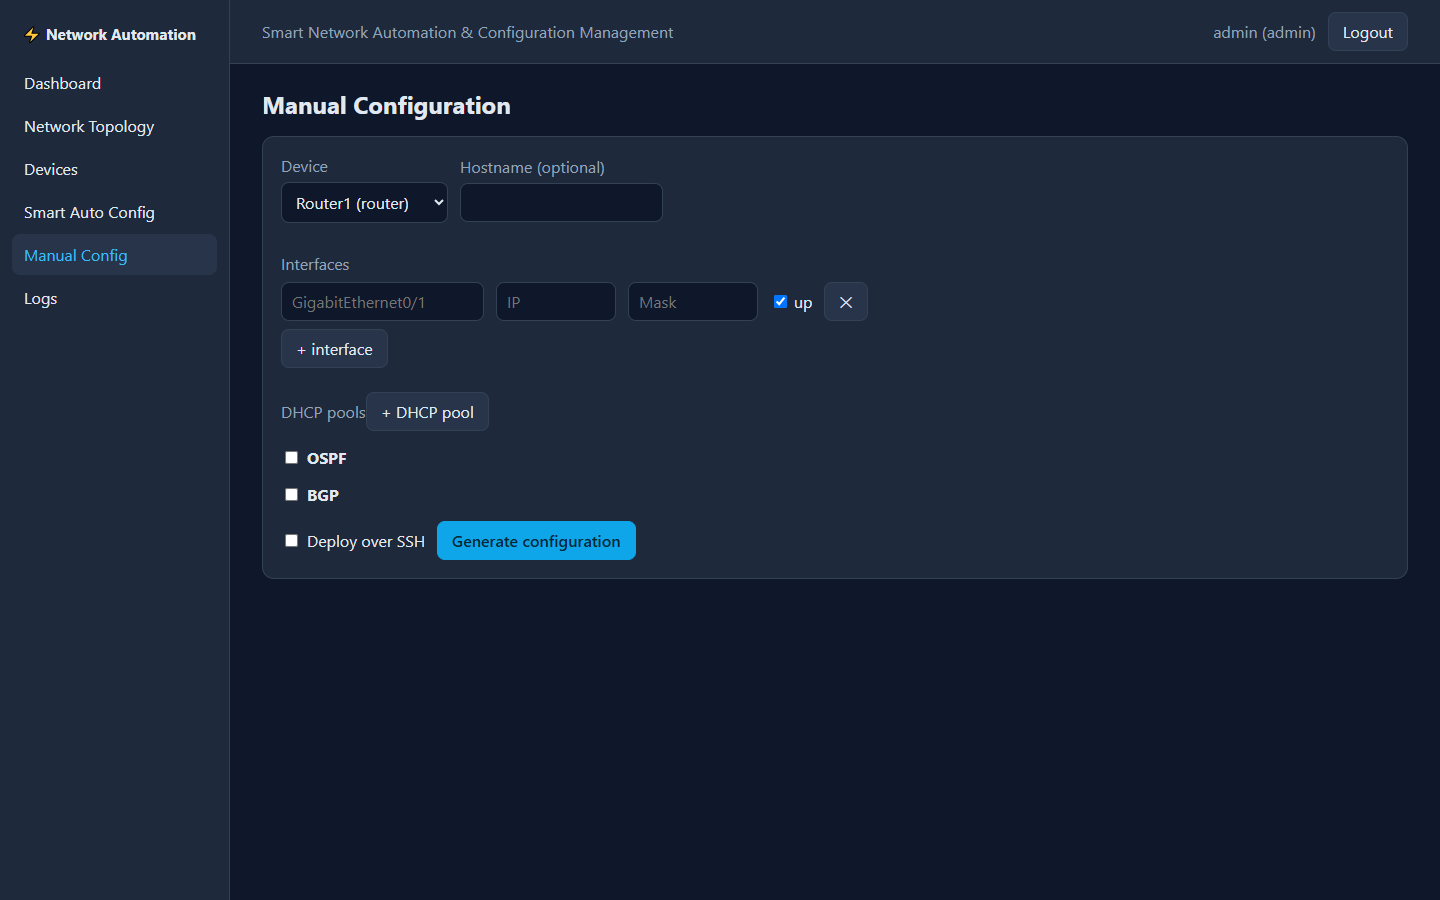 ⚡ Network Automation
Dashboard
Network Topology
Devices
Smart Auto Config
Manual Config
Logs
Smart Network Automation & Configuration Management
admin (admin)
Logout
Manual Configuration
Device
Hostname (optional)
Router1 (router)
Interfaces
GigabitEthernet0/1
IP
Mask
up
✕
+ interface
DHCP pools
+ DHCP pool
OSPF
BGP
Deploy over SSH
Generate configuration